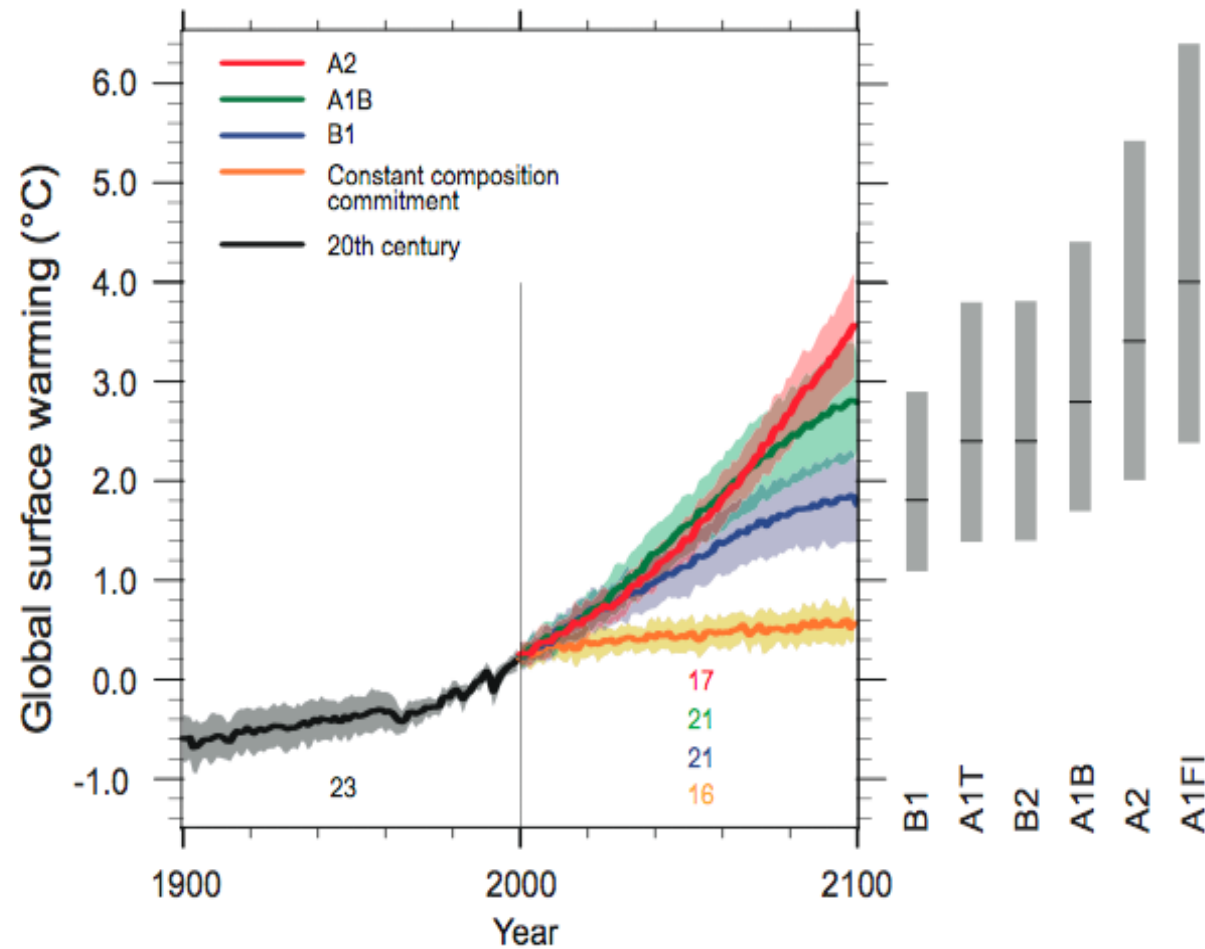 Global surface warming (°C)
6.0
5.0
4.0
3.0
2.0
1.0
0.0
-1.0
A2
A1B
B1
Constant composition
commitment
20th century
17
21
21
16
23
1900
2000
2100
Year
B1
A1T
B2
A1B
A2
A1FI